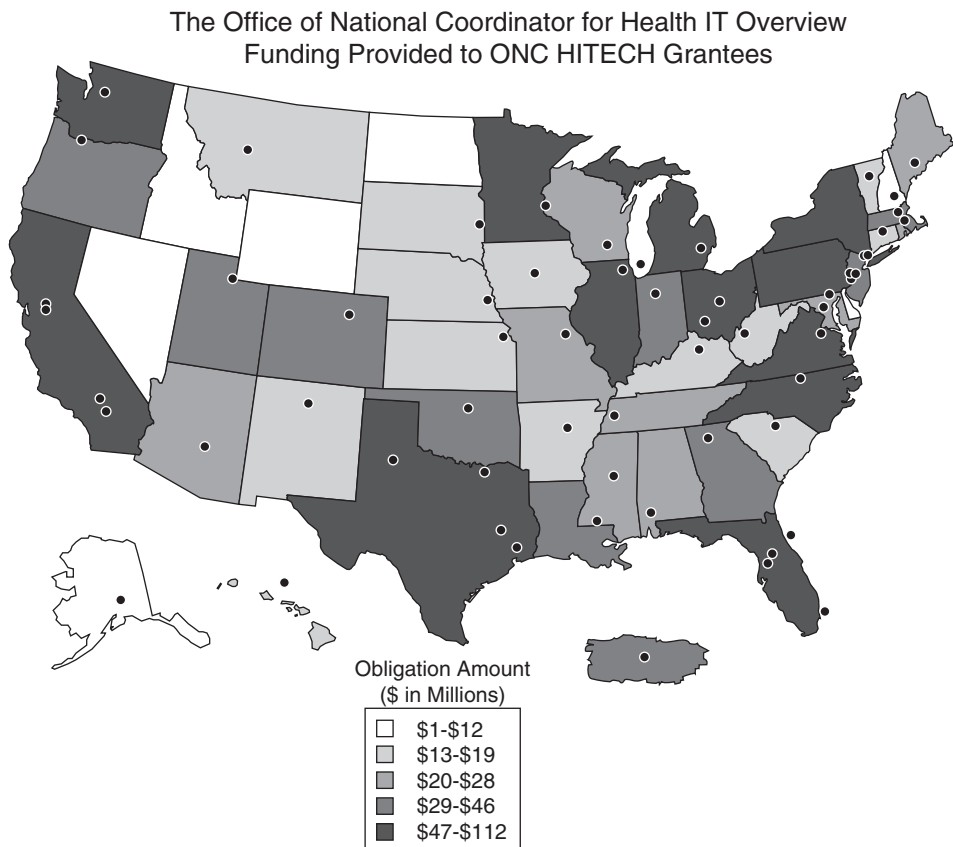 The Office of National Coordinator for Health IT Overview
Funding Provided to ONC HITECH Grantees
Obligation Amount
($ in Millions)
$1-$12
$13-$19
$20-$28
$29-$46
$47-$112